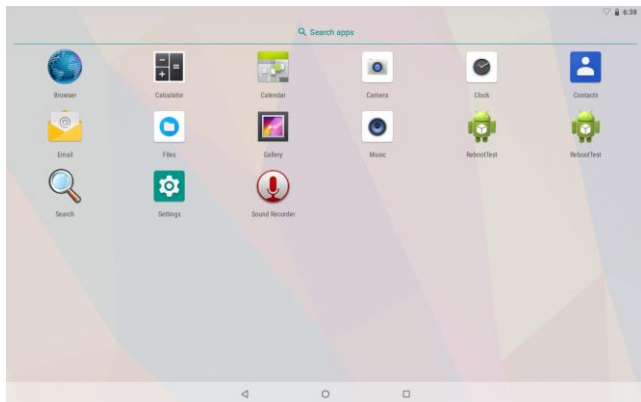 6:38
Search apps
Browser Calculator Calendar Camera Clock Contacts
Email Files Gallery Music RebootTest RebootTest
Search Settings Sound Recorder